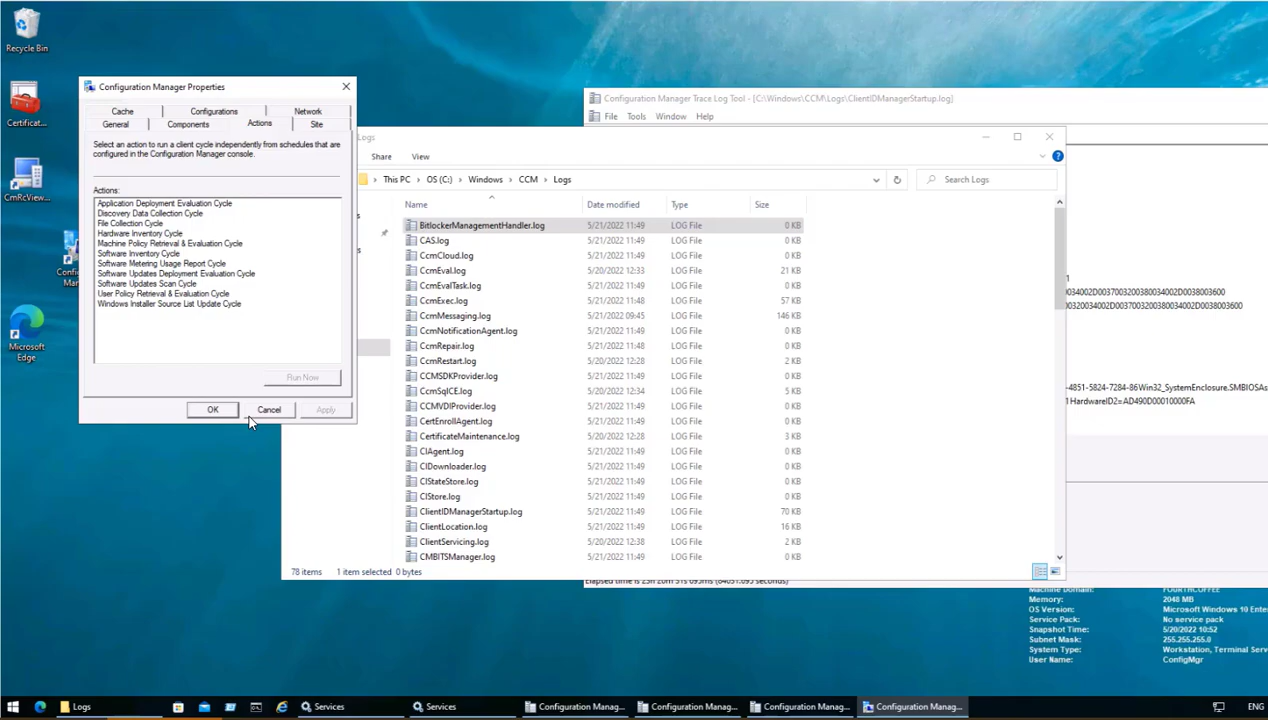 Recycle Bin
Certificat...
CmRcView...
Config
Man
Microsoft
Edge
Configuration Manager Properties
Cache
Configurations
Network
General
Components
Actions
Site
Select an action to run a client cycle independently from schedules that are
configured in the Configuration Manager console.
Actions:
Application Deployment Evaluation Cycle
Discovery Data Collection Cycle
File Collection Cycle
Hardware Inventory Cycle
Machine Policy Retrieval & Evaluation Cycle
Software Inventory Cycle
Software Metering Usage Report Cycle
Software Updates Deployment Evaluation Cycle
Software Updates Scan Cycle
User Policy Retrieval & Evaluation Cycle
Windows Installer Source List Update Cycle
Run Now
OK
Cancel
Apply
Configuration Manager Trace Log Tool - [C:\Windows\CCM\Logs\ClientIDManagerStartup.log]
File Tools Window Help
Logs
Share View
This PC > OS (C:) > Windows > CCM > Logs
Search Logs
Name Date modified Type Size
BitlockerManagementHandler.log 5/21/2022 11:49 LOG File 0 KB
CAS.log 5/21/2022 11:49 LOG File 0 KB
CcmCloud.log 5/21/2022 11:49 LOG File 0 KB
CcmEval.log 5/20/2022 12:33 LOG File 21 KB
CcmEvalTask.log 5/21/2022 11:49 LOG File 0 KB
CcmExec.log 5/21/2022 11:48 LOG File 57 KB
CcmMessaging.log 5/21/2022 09:45 LOG File 146 KB
CcmNotificationAgent.log 5/21/2022 11:49 LOG File 0 KB
CcmRepair.log 5/21/2022 11:48 LOG File 0 KB
CcmRestart.log 5/20/2022 12:28 LOG File 2 KB
CCMSDKProvider.log 5/21/2022 11:49 LOG File 0 KB
CcmSqlCE.log 5/20/2022 12:34 LOG File 5 KB
CCMVDIProvider.log 5/21/2022 11:49 LOG File 0 KB
CertEnrollAgent.log 5/21/2022 11:49 LOG File 0 KB
CertificateMaintenance.log 5/20/2022 12:28 LOG File 3 KB
CIAgent.log 5/21/2022 11:49 LOG File 0 KB
CIDownloader.log 5/21/2022 11:49 LOG File 0 KB
CIStateStore.log 5/21/2022 11:49 LOG File 0 KB
CIStore.log 5/21/2022 11:49 LOG File 0 KB
ClientIDManagerStartup.log 5/21/2022 11:49 LOG File 70 KB
ClientLocation.log 5/21/2022 11:49 LOG File 16 KB
ClientServicing.log 5/20/2022 12:38 LOG File 2 KB
CMBITSManager.log 5/21/2022 11:49 LOG File 0 KB
78 items 1 item selected 0 bytes
1
0034002D0037003200380034002D0038003600
-4851-5824-7284-86Win32_SystemEnclosure.SMBIOSAs
1HardwareID2=AD490D00010000FA
Machine Domain: FOURTHCOFFEE
Memory: 2048 MB
OS Version: Microsoft Windows 10 Enter
Service Pack: No service pack
Snapshot Time: 5/20/2022 10:52
Subnet Mask: 255.255.255.0
System Type: Workstation, Terminal Serve
User Name: ConfigMgr
Logs
Services
Services
Configuration Manag...
Configuration Manag...
Configuration Manag...
Configuration Manag...
ENG